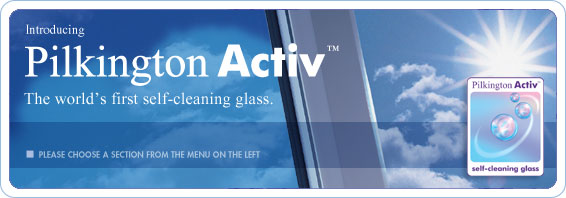 Introducing
Pilkington Activ™
The world's first self-cleaning glass.
PLEASE CHOOSE A SECTION FROM THE MENU ON THE LEFT
Pilkington Activ™
self-cleaning glass